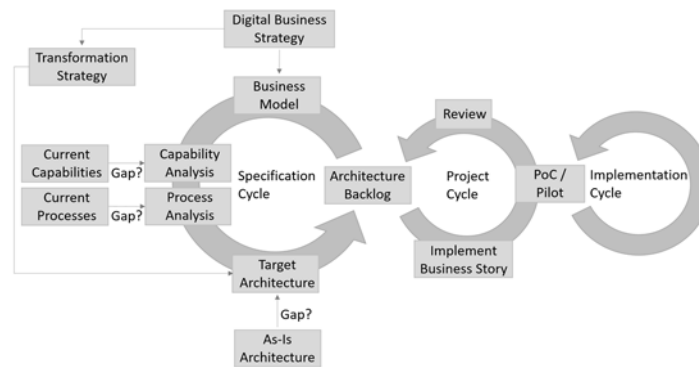 Digital Business
Strategy
Transformation
Strategy
Business
Model
Review
Current
Capabilities
Gap?
Capability
Analysis
Specification
Cycle
Architecture
Backlog
Project
Cycle
PoC /
Pilot
Implementation
Cycle
Current
Processes
Gap?
Process
Analysis
Implement
Business Story
Target
Architecture
Gap?
As-Is
Architecture